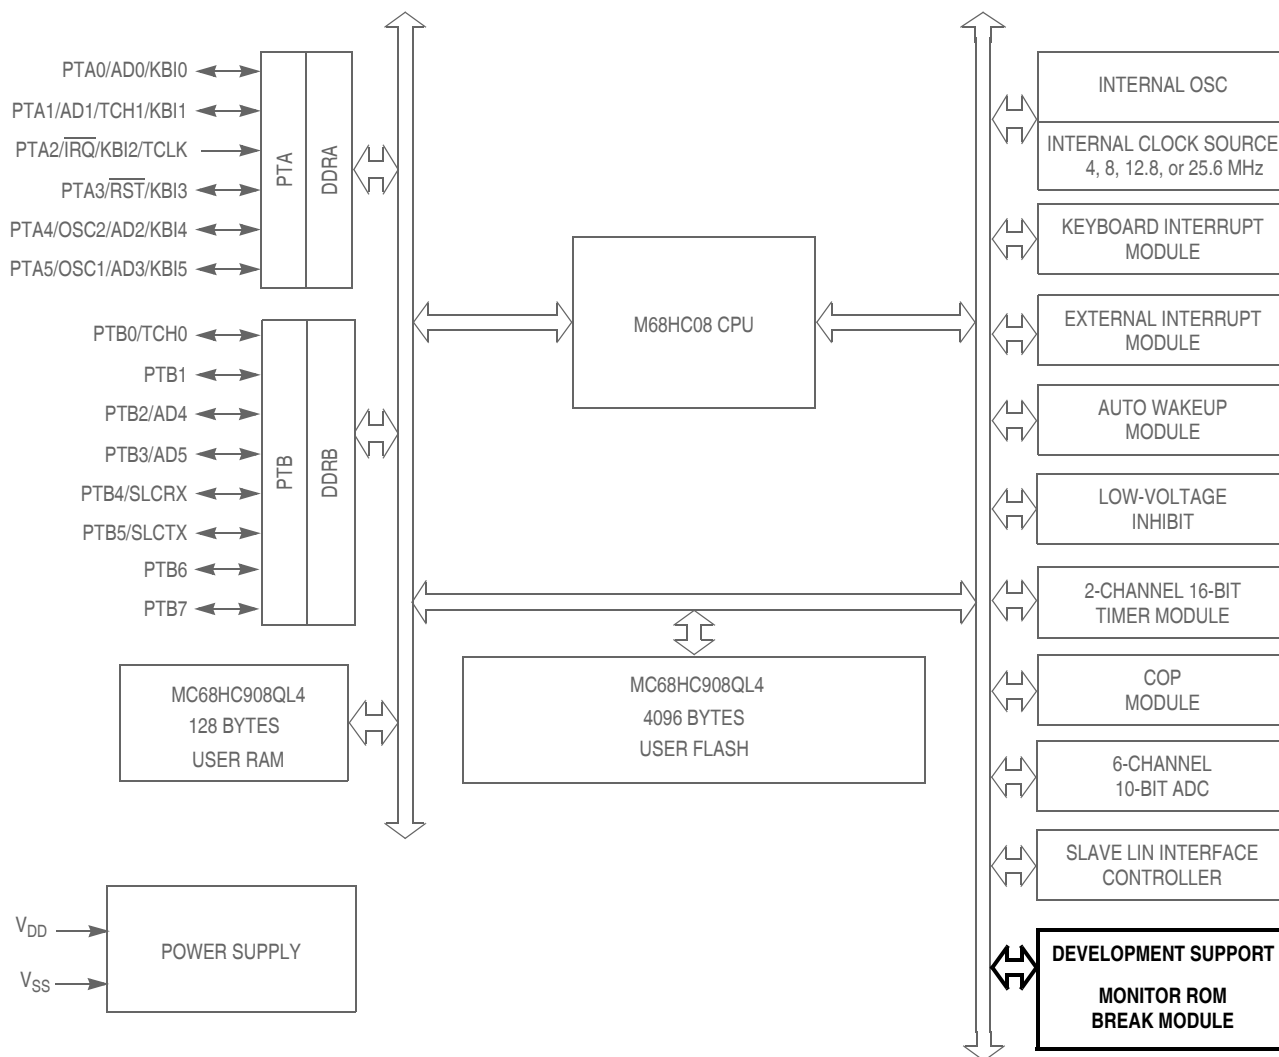 PTA0/AD0/KBI0
PTA1/AD1/TCH1/KBI1
PTA2/IRQ/KBI2/TCLK
PTA3/RST/KBI3
PTA4/OSC2/AD2/KBI4
PTA5/OSC1/AD3/KBI5
PTA
DDRA
PTB0/TCH0
PTB1
PTB2/AD4
PTB3/AD5
PTB4/SLCRX
PTB5/SLCTX
PTB6
PTB7
PTB
DDRB
MC68HC908QL4
128 BYTES
USER RAM
VDD
VSS
POWER SUPPLY
M68HC08 CPU
MC68HC908QL4
4096 BYTES
USER FLASH
INTERNAL OSC
INTERNAL CLOCK SOURCE
4, 8, 12.8, or 25.6 MHz
KEYBOARD INTERRUPT
MODULE
EXTERNAL INTERRUPT
MODULE
AUTO WAKEUP
MODULE
LOW-VOLTAGE
INHIBIT
2-CHANNEL 16-BIT
TIMER MODULE
COP
MODULE
6-CHANNEL
10-BIT ADC
SLAVE LIN INTERFACE
CONTROLLER
DEVELOPMENT SUPPORT
MONITOR ROM
BREAK MODULE